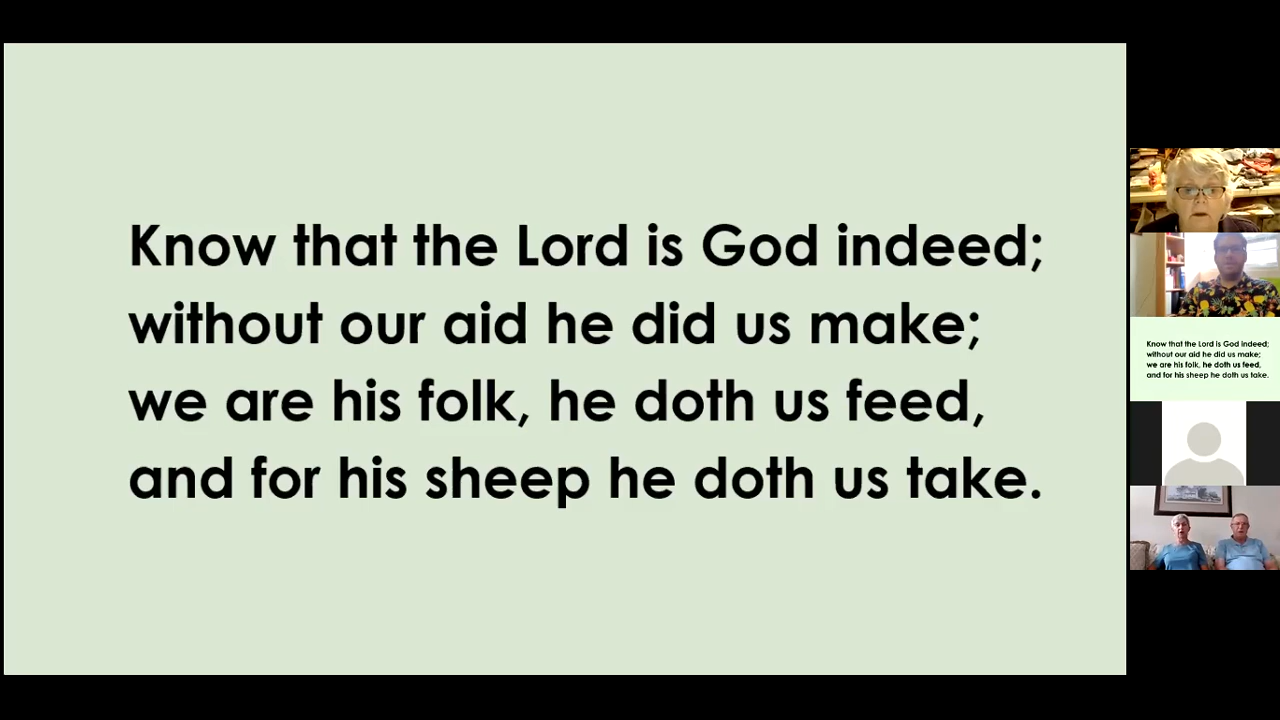 Know that the Lord is God indeed;
without our aid he did us make;
we are his folk, he doth us feed,
and for his sheep he doth us take.
Know that the Lord is God indeed;
without our aid he did us make;
we are his folk, he doth us feed,
and for his sheep he doth us take.